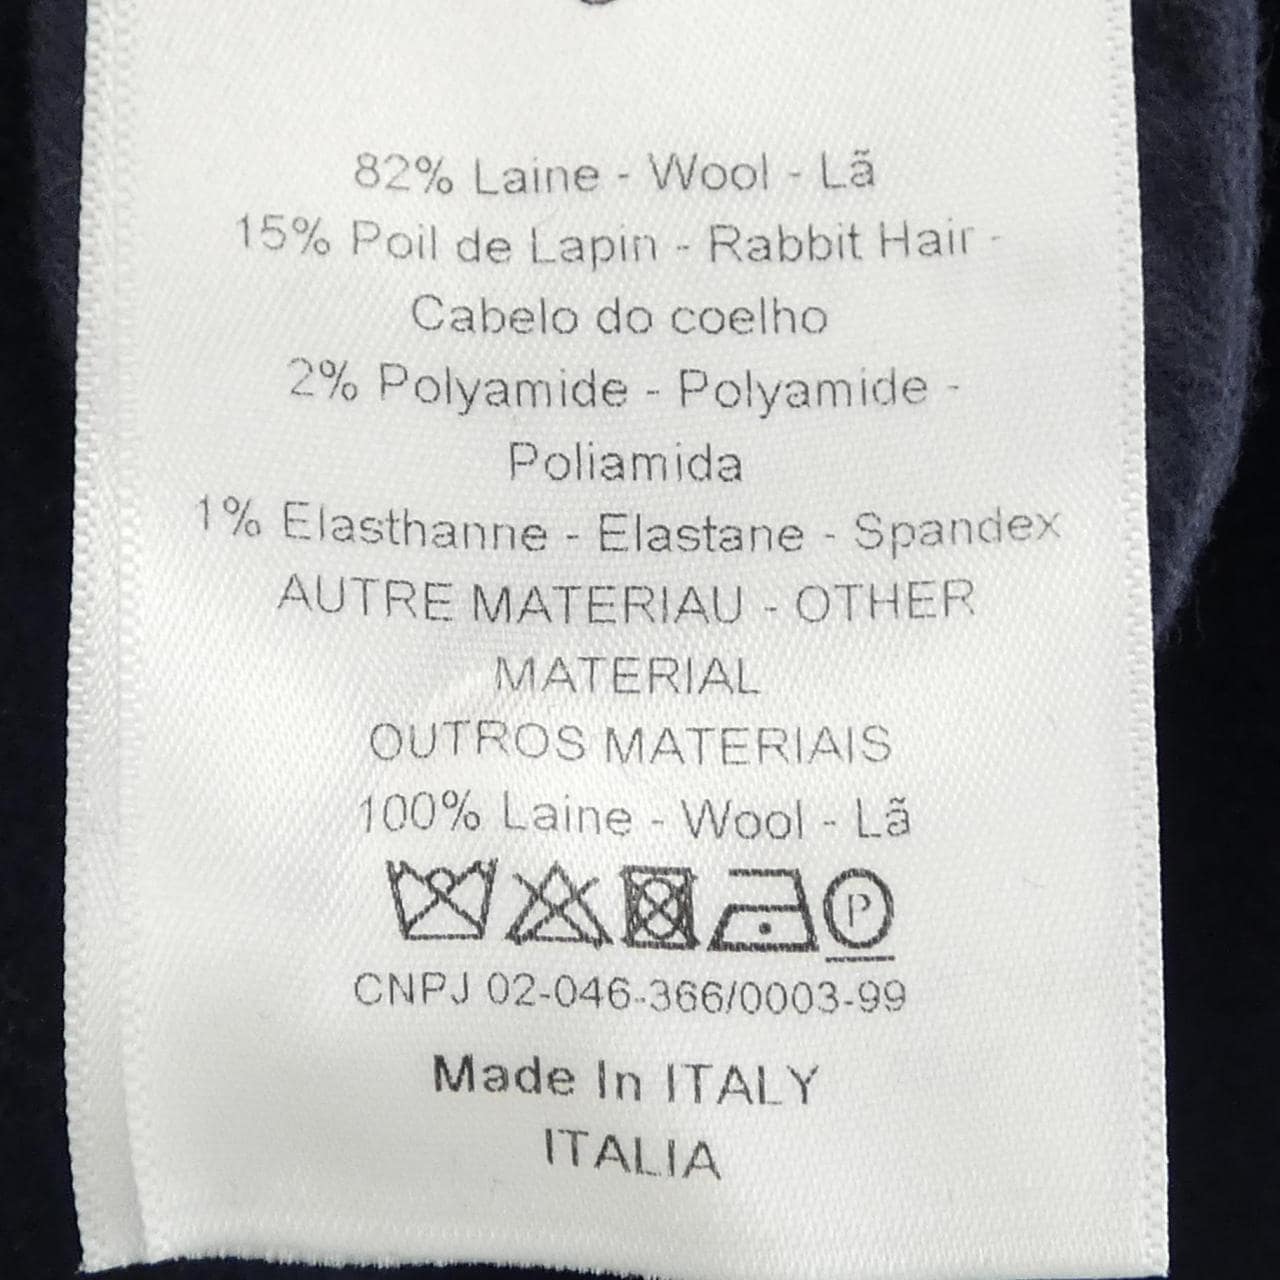 82% Laine - Wool - Lã
15% Poil de Lapin - Rabbit Hair -
Cabelo do coelho
2% Polyamide - Polyamide -
Poliamida
1% Elasthanne - Elastane - Spandex
AUTRE MATERIAU - OTHER
MATERIAL
OUTROS MATERIAIS
100% Laine - Wool - Lã
P
CNPJ 02-046-366/0003-99
Made In ITALY
ITALIA